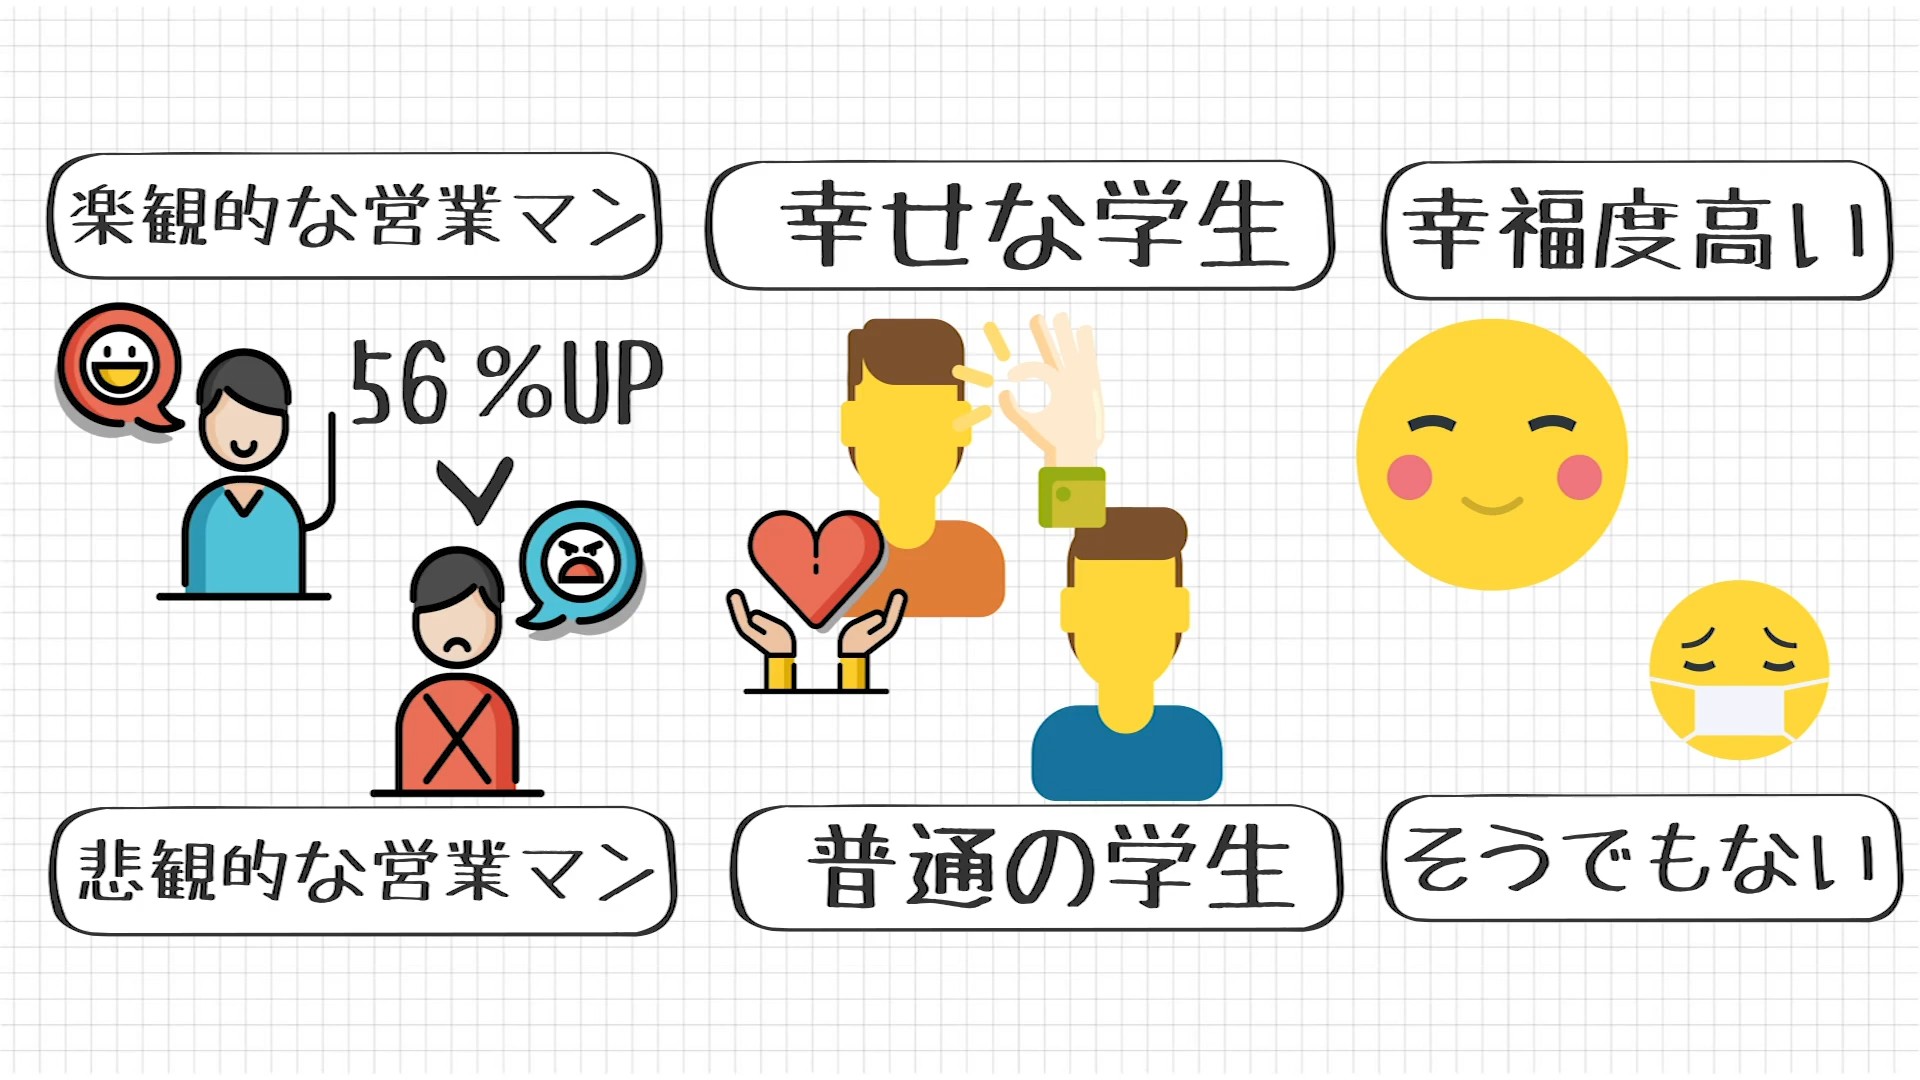 楽観的な営業マン
幸せな学生
幸福度高い
56%UP
悲観的な営業マン
普通の学生
そうでもない